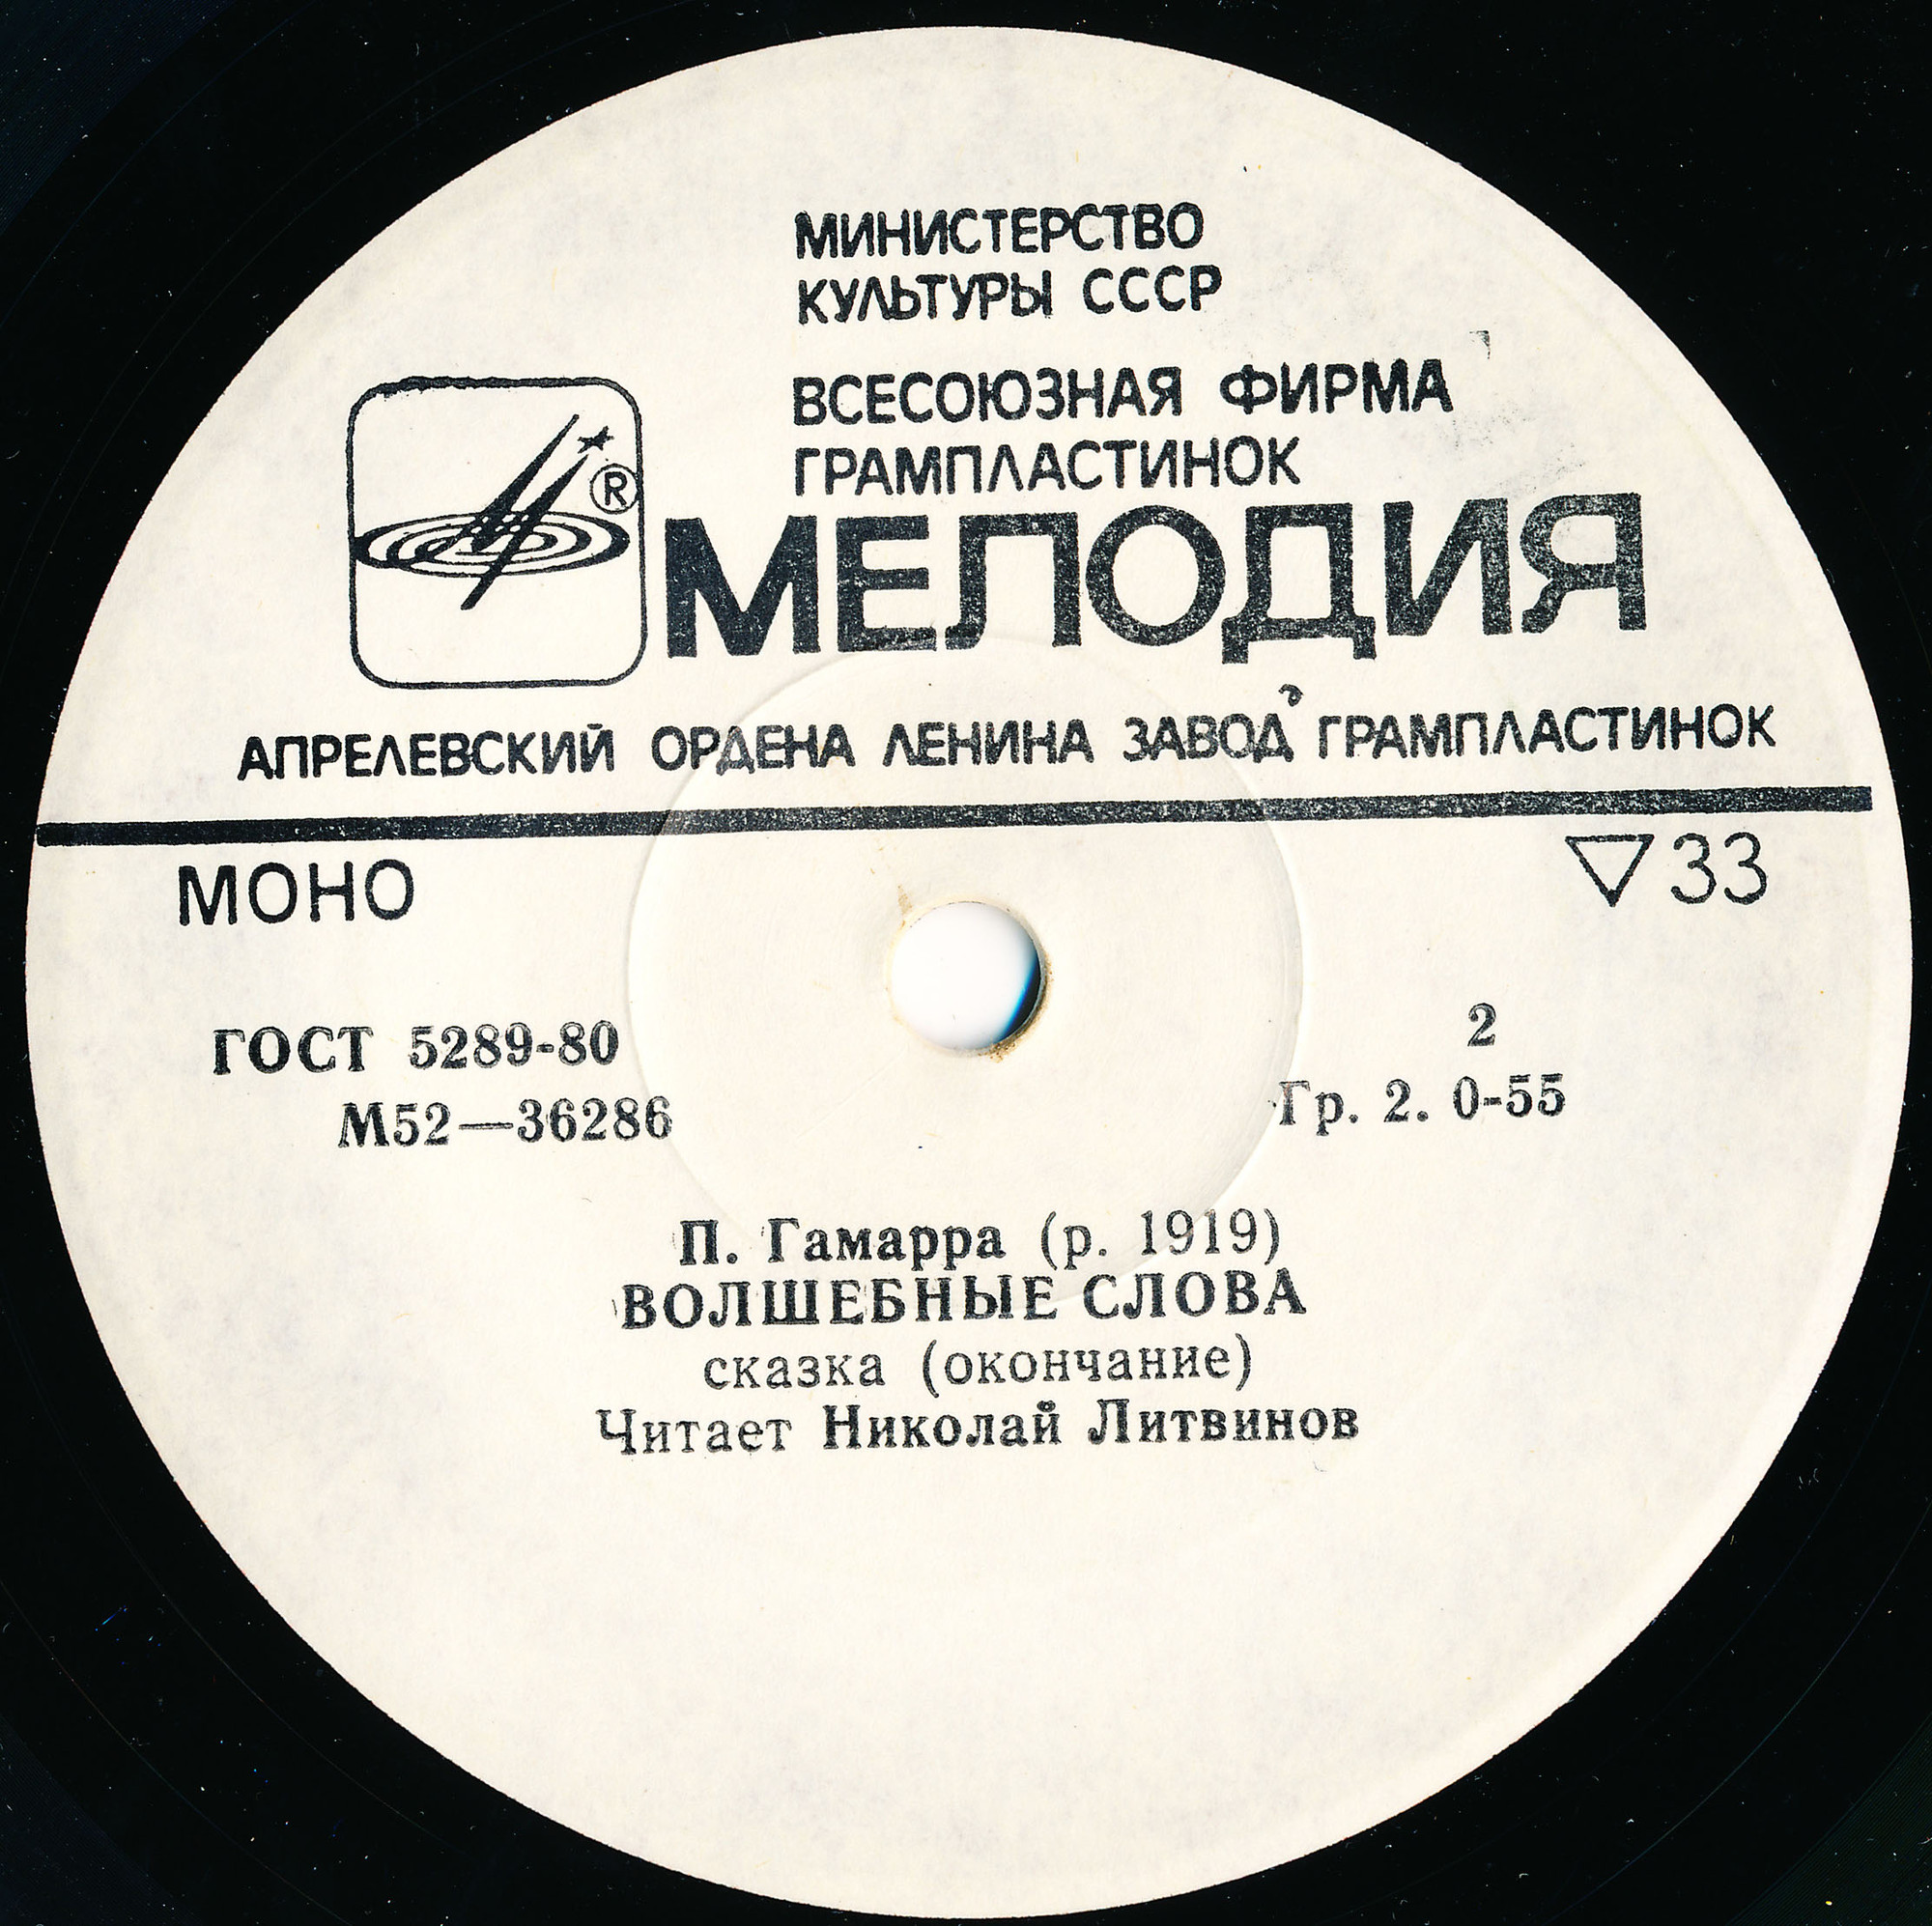 МИНИСТЕРСТВО
КУЛЬТУРЫ СССР
ВСЕСОЮЗНАЯ ФИРМА
ГРАМПЛАСТИНОК
®
МЕЛОДИЯ
АПРЕЛЕВСКИЙ ОРДЕНА ЛЕНИНА ЗАВОД ГРАМПЛАСТИНОК
МОНО
▽ 33
ГОСТ 5289-80
М52—36286
2
Гр. 2. 0-55
П. Гамарра (р. 1919)
ВОЛШЕБНЫЕ СЛОВА
сказка (окончание)
Читает Николай Литвинов